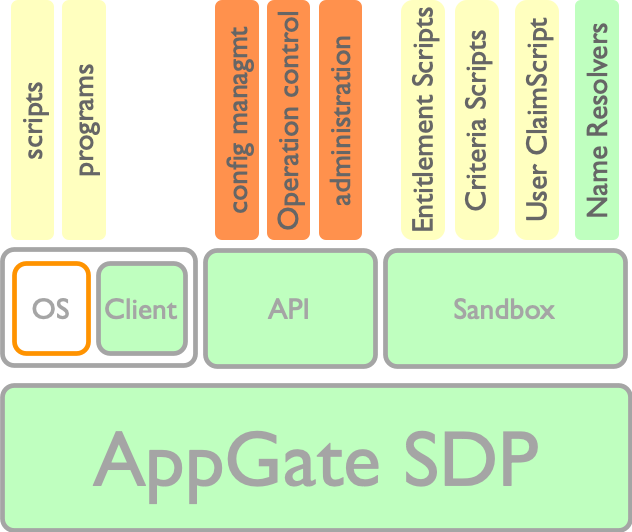 scripts
programs
config managmt
Operation control
administration
Entitlement Scripts
Criteria Scripts
User ClaimScript
Name Resolvers
OS
Client
API
Sandbox
AppGate SDP